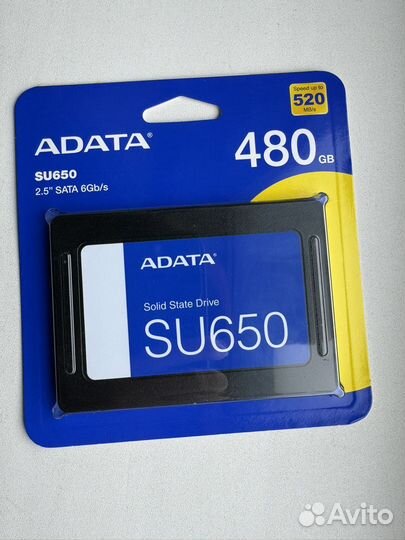 Speed up to
520
MB/s
ADATA®
480 GB
SU650
2.5" SATA 6Gb/s
ADATA®
Solid State Drive
SU650
Avito